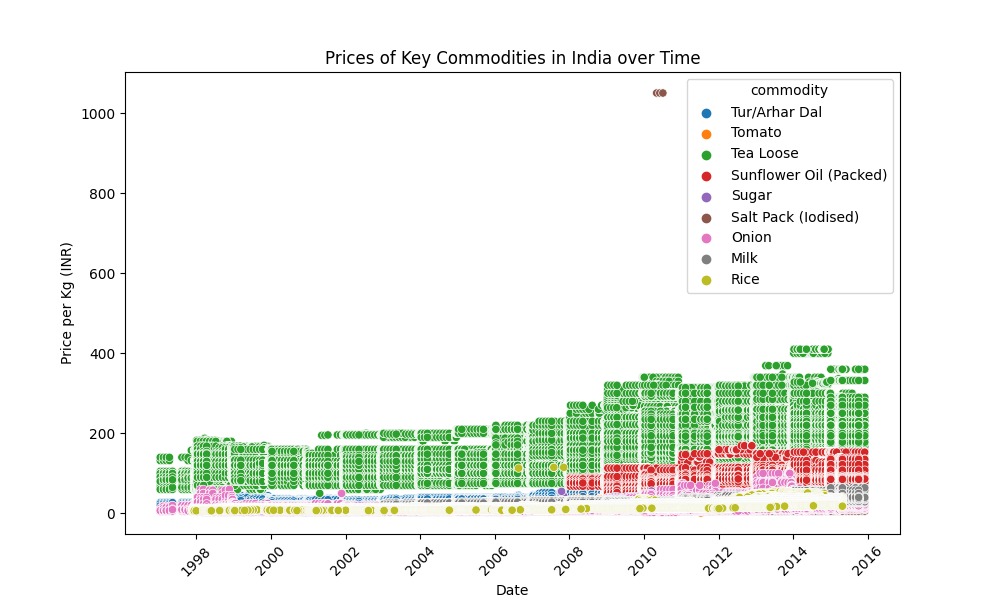 Prices of Key Commodities in India over Time
commodity
Tur/Arhar Dal
Tomato
Tea Loose
Sunflower Oil (Packed)
Sugar
Salt Pack (Iodised)
Onion
Milk
Rice
Price per Kg (INR)
1000
800
600
400
200
0
1998 2000 2002 2004 2006 2008 2010 2012 2014 2016
Date